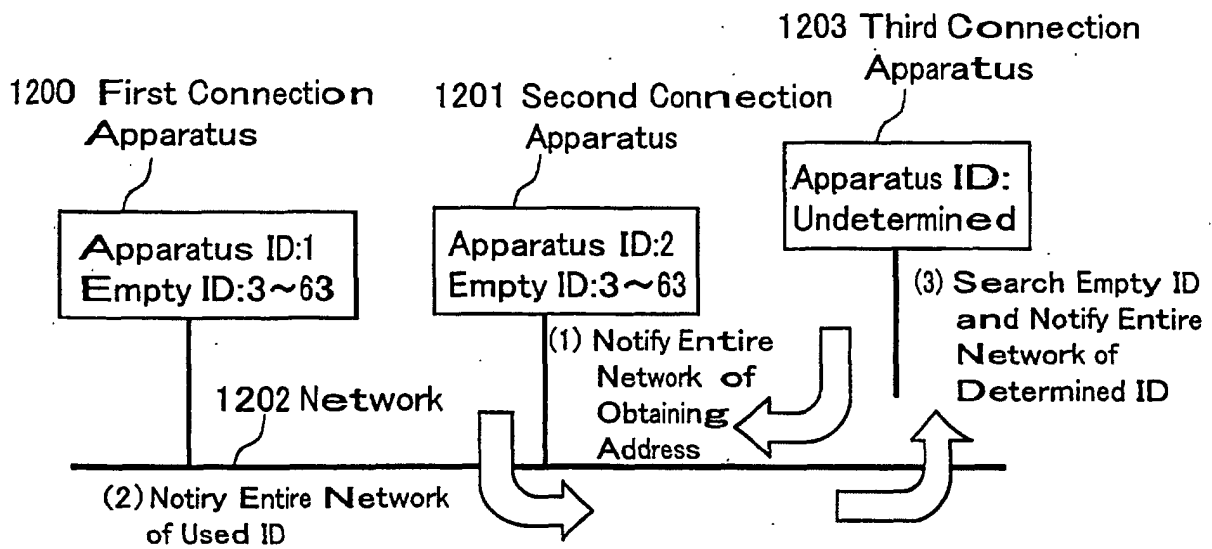 1203 Third Connection
Apparatus
1200 First Connection
Apparatus
1201 Second Connection
Apparatus
Apparatus ID:
Undetermined
Apparatus ID:1
Empty ID:3~63
Apparatus ID:2
Empty ID:3~63
(3) Search Empty ID
and Notify Entire
Network of
Determined ID
(1) Notify Entire
Network of
Obtaining
Address
1202 Network
(2) Notiry Entire Network
of Used ID